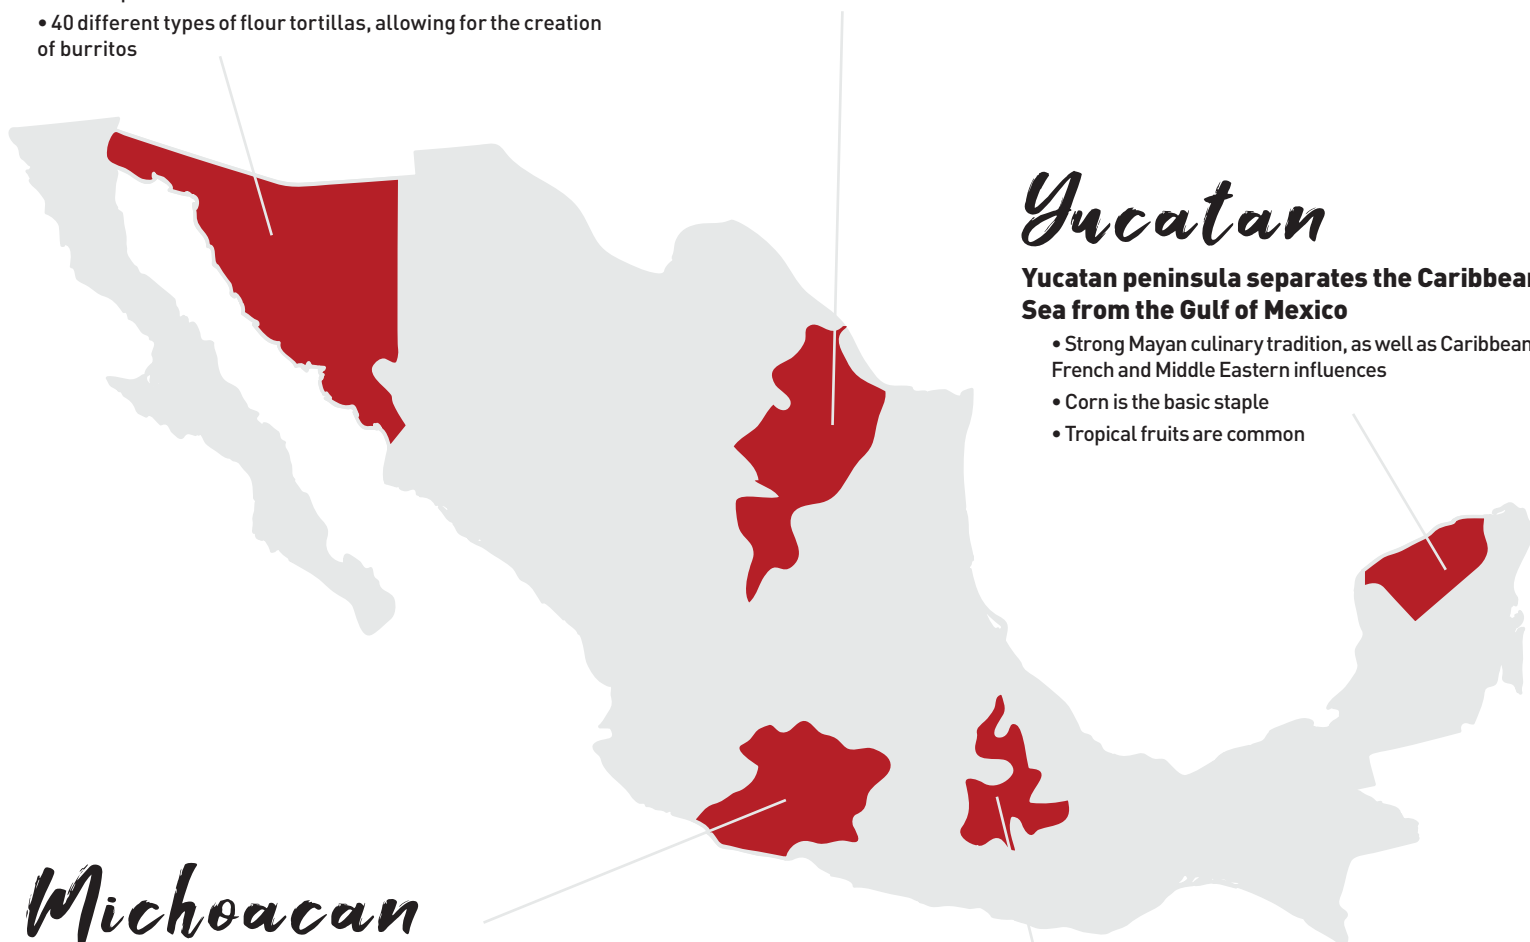 • 40 different types of flour tortillas, allowing for the creation
of burritos
Yucatan
Yucatan peninsula separates the Caribbean
Sea from the Gulf of Mexico
• Strong Mayan culinary tradition, as well as Caribbean
French and Middle Eastern influences
• Corn is the basic staple
• Tropical fruits are common
Michoacan